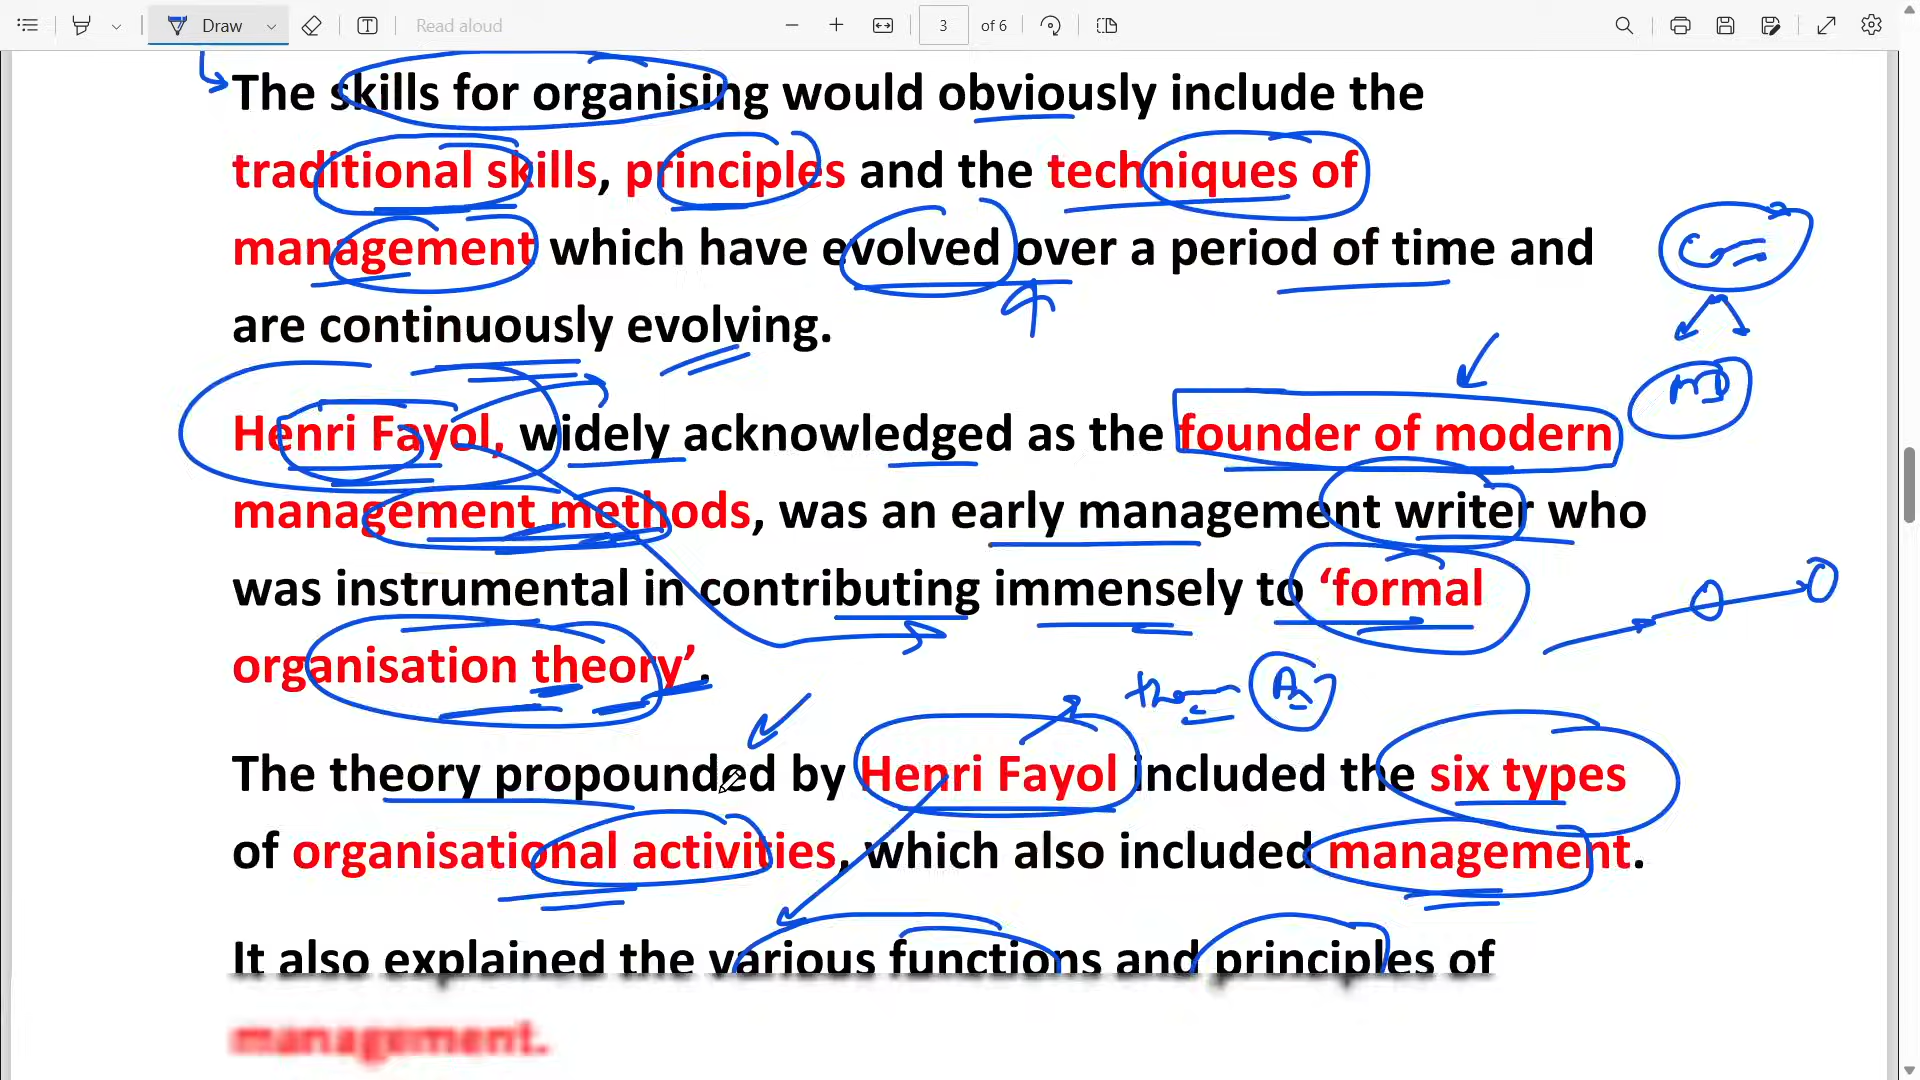 Draw
Read aloud
3 of 6
The skills for organising would obviously include the
traditional skills, principles and the techniques of
management which have evolved over a period of time and
are continuously evolving.
Henri Fayol, widely acknowledged as the founder of modern
management methods, was an early management writer who
was instrumental in contributing immensely to ‘formal
organisation theory’.
The theory propounded by Henri Fayol included the six types
of organisational activities, which also included management.
It also explained the various functions and principles of
management.